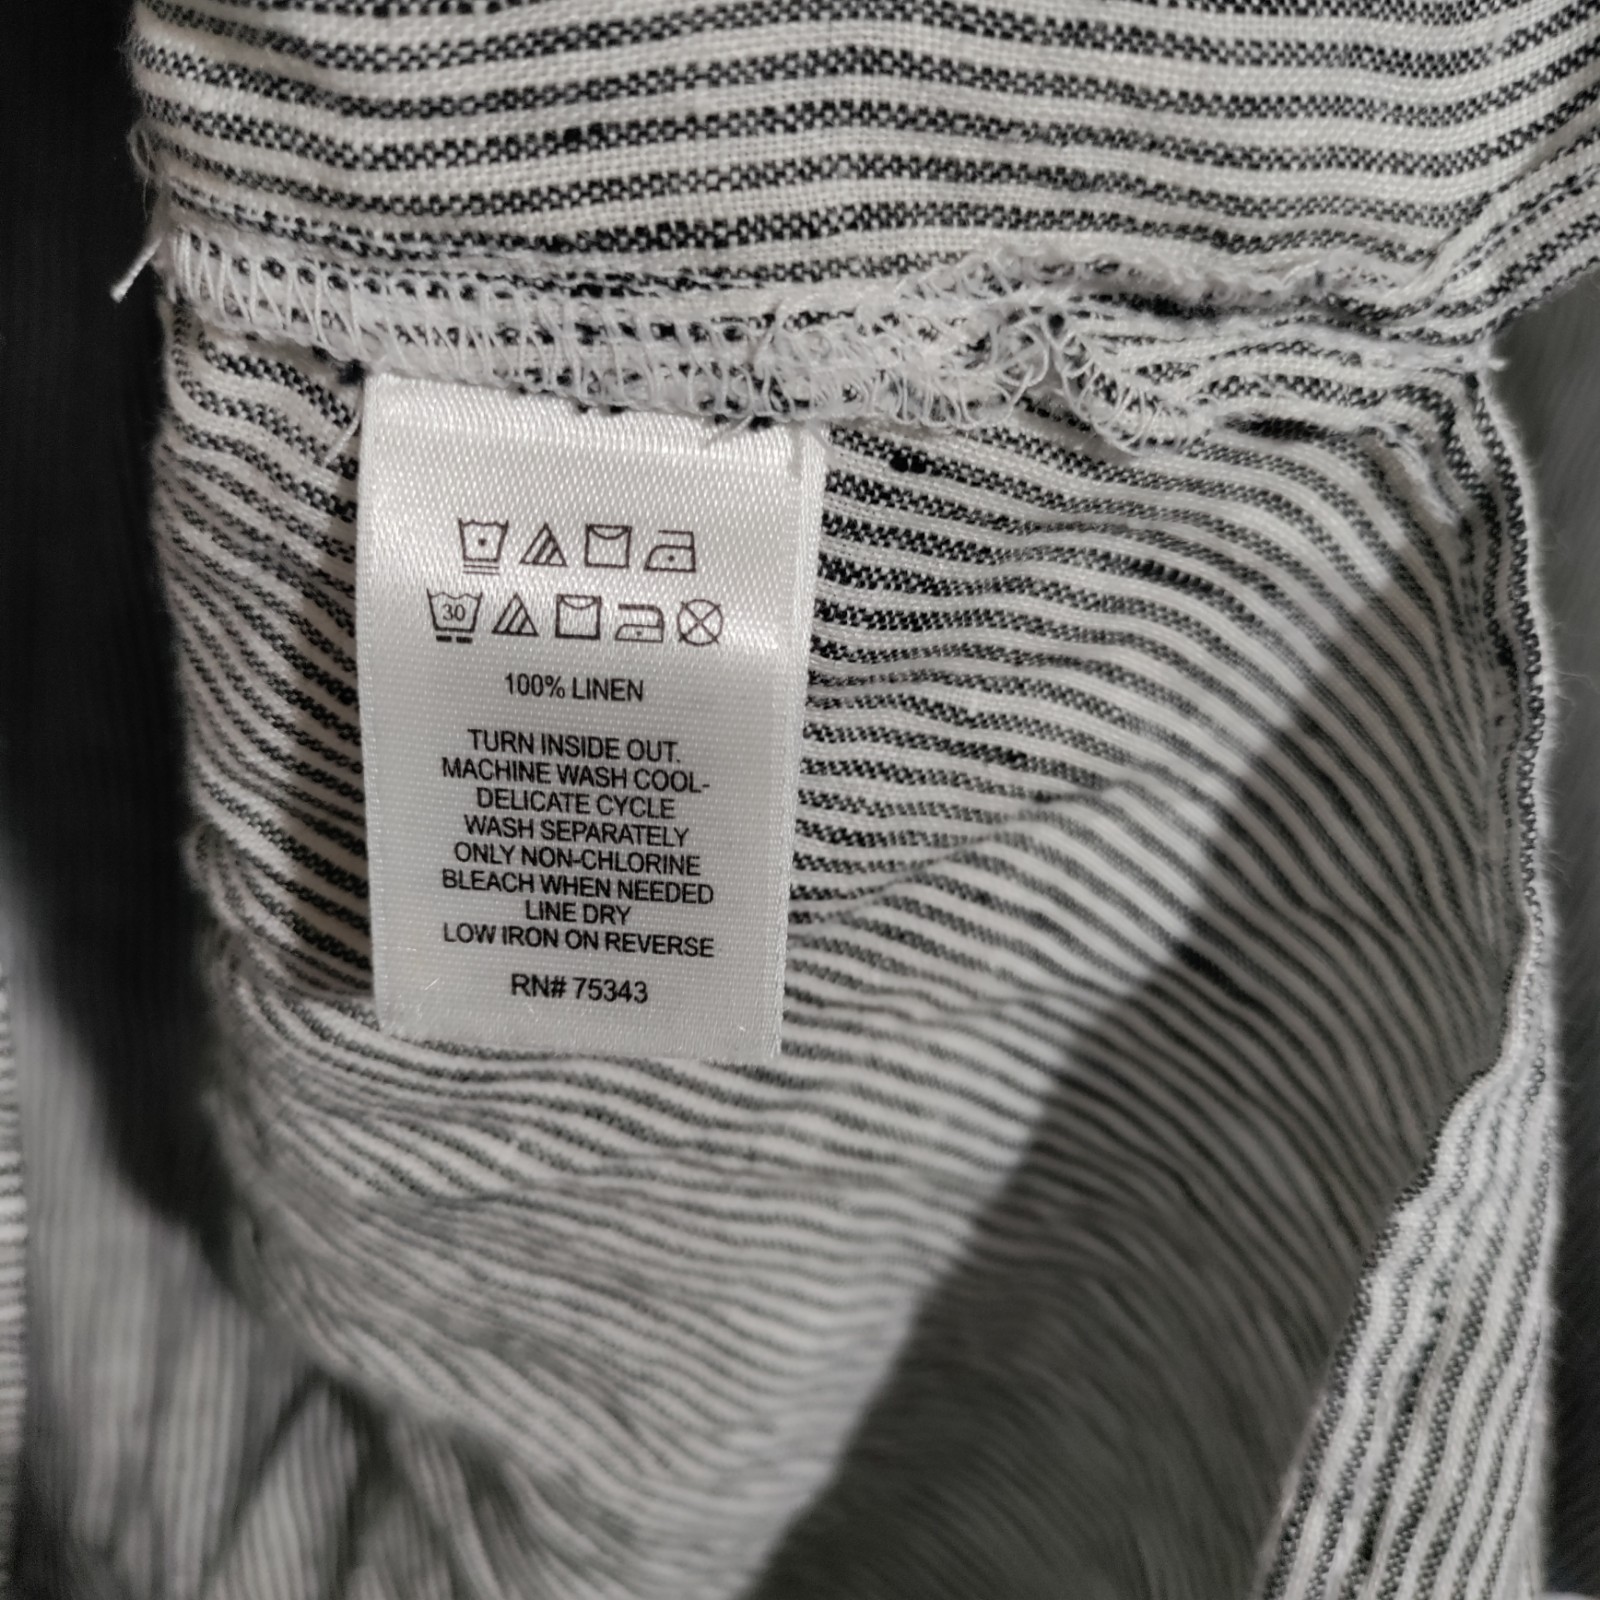 30
100% LINEN
TURN INSIDE OUT.
MACHINE WASH COOL-
DELICATE CYCLE
WASH SEPARATELY
ONLY NON-CHLORINE
BLEACH WHEN NEEDED
LINE DRY
LOW IRON ON REVERSE
RN# 75343